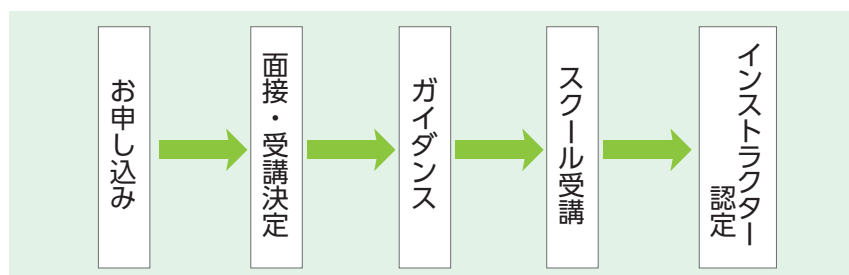 お申し込み
面接・受講決定
ガイダンス
スクール受講
インストラクター
認定